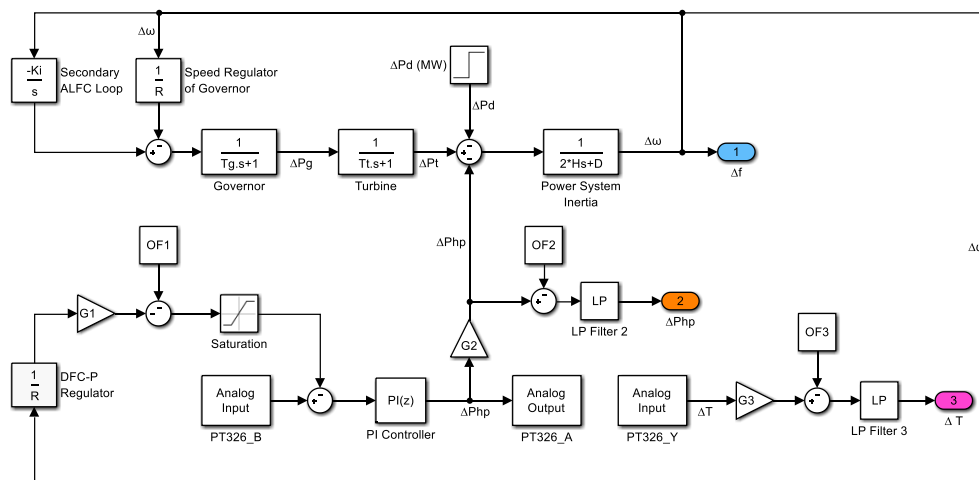 Δω
-Ki
s
Secondary
ALFC Loop
1
R
Speed Regulator
of Governor
ΔPd (MW)
ΔPd
+
-
1
Tg.s+1
Governor
ΔPg
1
Tt.s+1
Turbine
ΔPt
1
2*Hs+D
Power System
Inertia
Δω
1
Δf
ΔPhp
OF1
OF2
Δω
G1
Saturation
LP
LP Filter 2
2
ΔPhp
OF3
1
R
DFC-P
Regulator
G2
Analog
Input
PT326_B
PI(z)
PI Controller
ΔPhp
Analog
Output
PT326_A
Analog
Input
PT326_Y
ΔT
G3
LP
LP Filter 3
3
Δ T